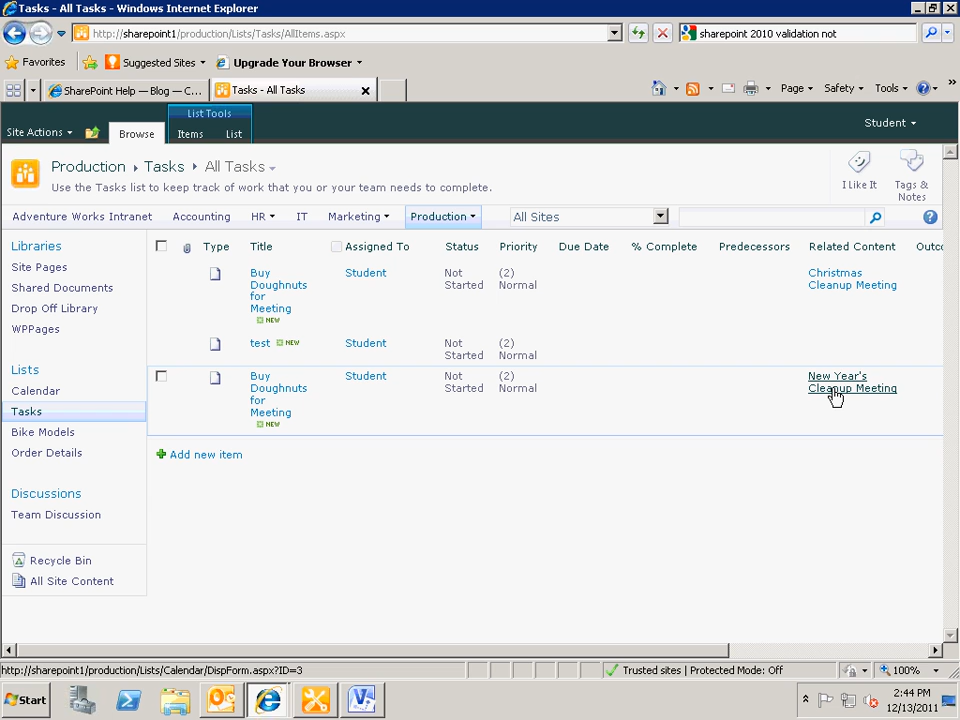 Tasks - All Tasks - Windows Internet Explorer
http://sharepoint1/production/Lists/Tasks/AllItems.aspx
sharepoint 2010 validation not
Favorites
Suggested Sites
Upgrade Your Browser
SharePoint Help — Blog — C...
Tasks - All Tasks
Page
Safety
Tools
»
List Tools
Site Actions
Browse
Items
List
Student
Production
Tasks
All Tasks
Use the Tasks list to keep track of work that you or your team needs to complete.
I Like It
Tags &
Notes
Adventure Works Intranet
Accounting
HR
IT
Marketing
Production
All Sites
Libraries
Site Pages
Shared Documents
Drop Off Library
WPPages
Lists
Calendar
Tasks
Bike Models
Order Details
Discussions
Team Discussion
Recycle Bin
All Site Content
Type
Title
Assigned To
Status
Priority
Due Date
% Complete
Predecessors
Related Content
Outco
Buy
Doughnuts
for
Meeting
NEW
Student
Not
Started
(2)
Normal
Christmas
Cleanup Meeting
test
NEW
Student
Not
Started
(2)
Normal
Buy
Doughnuts
for
Meeting
NEW
Student
Not
Started
(2)
Normal
New Year's
Cleanup Meeting
Add new item
http://sharepoint1/production/Lists/Calendar/DispForm.aspx?ID=3
Trusted sites | Protected Mode: Off
100%
Start
2:44 PM
12/13/2011